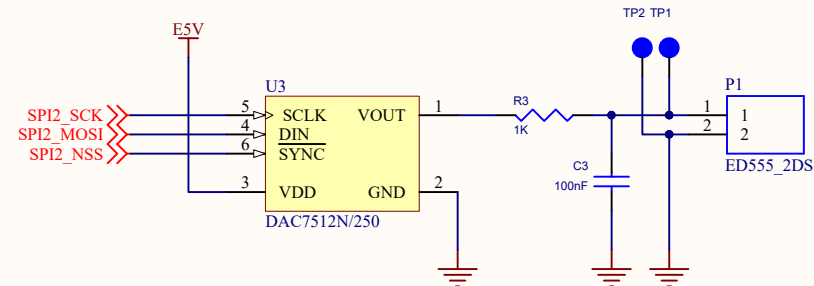 TP2 TP1
E5V
U3
P1
SPI2_SCK 5 SCLK VOUT 1 R3 1 1
SPI2_MOSI 4 DIN 1K 2 2
SPI2_NSS 6 SYNC
ED555_2DS
C3
100nF
3 VDD GND 2
DAC7512N/250